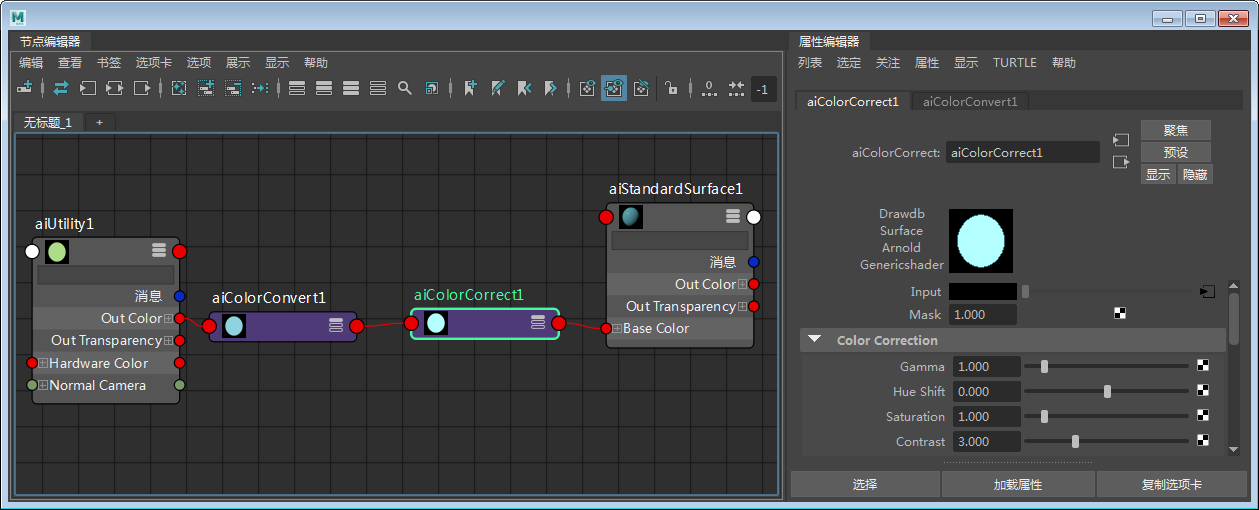 节点编辑器
编辑 查看 书签 选项卡 选项 展示 显示 帮助
-1
无标题_1 +
aiUtility1
消息
Out Color
Out Transparency
Hardware Color
Normal Camera
aiColorConvert1
aiColorCorrect1
aiStandardSurface1
消息
Out Color
Out Transparency
Base Color
属性编辑器
列表 选定 关注 属性 显示 TURTLE 帮助
aiColorCorrect1 aiColorConvert1
聚焦
aiColorCorrect: aiColorCorrect1
预设
显示 隐藏
Drawdb
Surface
Arnold
Genericshader
Input
Mask 1.000
Color Correction
Gamma 1.000
Hue Shift 0.000
Saturation 1.000
Contrast 3.000
选择 加载属性 复制选项卡